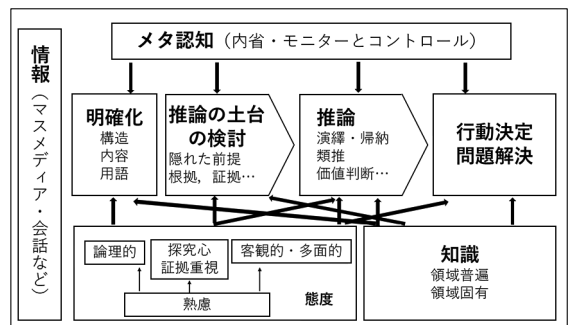 情報（マスメディア・会話など）
メタ認知（内省・モニターとコントロール）
明確化
構造
内容
用語
推論の土台
の検討
隠れた前提
根拠，証拠…
推論
演繹・帰納
類推
価値判断…
行動決定
問題解決
論理的
探究心
証拠重視
客観的・多面的
熟慮
態度
知識
領域普遍
領域固有